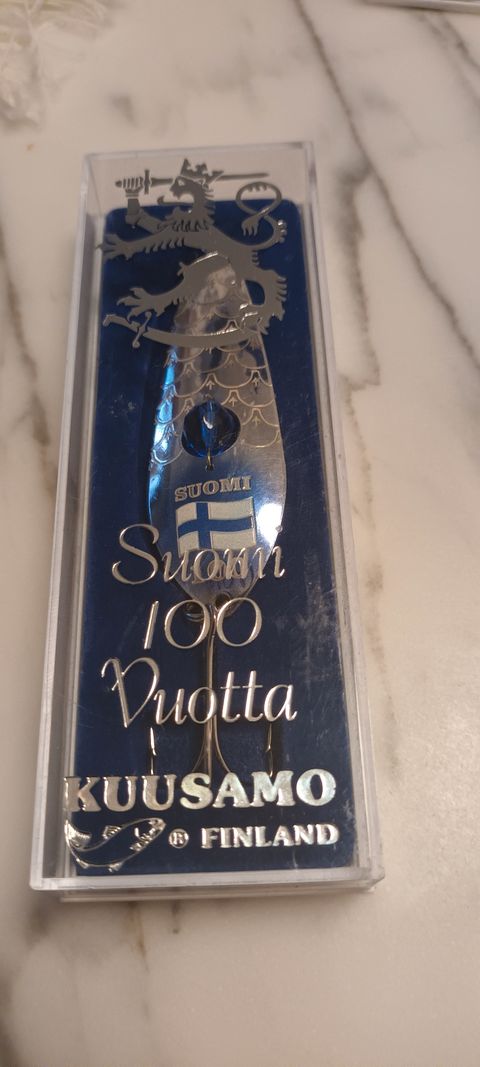 SUOMI
Suomi
100
Vuotta
KUUSAMO
® FINLAND